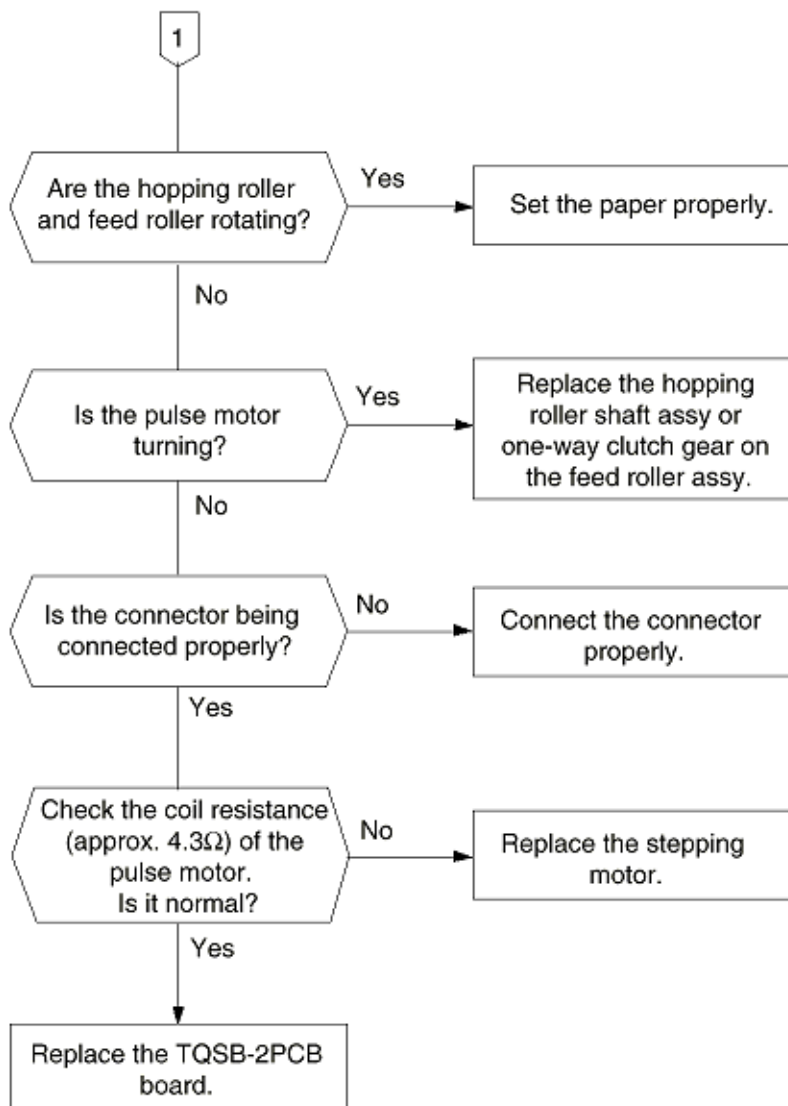 1
Are the hopping roller
and feed roller rotating?
Yes
Set the paper properly.
No
Is the pulse motor
turning?
Yes
Replace the hopping
roller shaft assy or
one-way clutch gear on
the feed roller assy.
No
Is the connector being
connected properly?
No
Connect the connector
properly.
Yes
Check the coil resistance
(approx. 4.3Ω) of the
pulse motor.
Is it normal?
No
Replace the stepping
motor.
Yes
Replace the TQSB-2PCB
board.